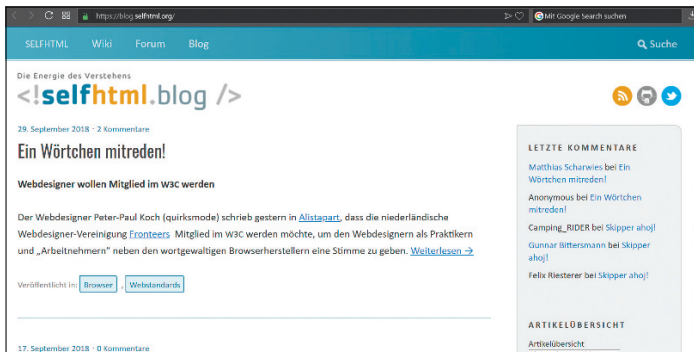 https://blog.selfhtml.org/
Mit Google Search suchen
SELFHTML Wiki Forum Blog
Suche
Die Energie des Verstehens
<!selfhtml.blog />
29. September 2018 · 2 Kommentare
Ein Wörtchen mitreden!
Webdesigner wollen Mitglied im W3C werden
Der Webdesigner Peter-Paul Koch (quirksmode) schrieb gestern in Alistapart, dass die niederländische
Webdesigner-Vereinigung Fronteers Mitglied im W3C werden möchte, um den Webdesignern als Praktikern
und „Arbeitnehmern" neben den wortgewaltigen Browserherstellern eine Stimme zu geben. Weiterlesen →
Veröffentlicht in: Browser , Webstandards
17. September 2018 · 0 Kommentare
LETZTE KOMMENTARE
Matthias Scharwies bei Ein
Wörtchen mitreden!
Anonymous bei Ein Wörtchen
mitreden!
Camping_RIDER bei Skipper ahoj!
Gunnar Bittersmann bei Skipper
ahoj!
Felix Riesterer bei Skipper ahoj!
ARTIKELÜBERSICHT
Artikelübersicht